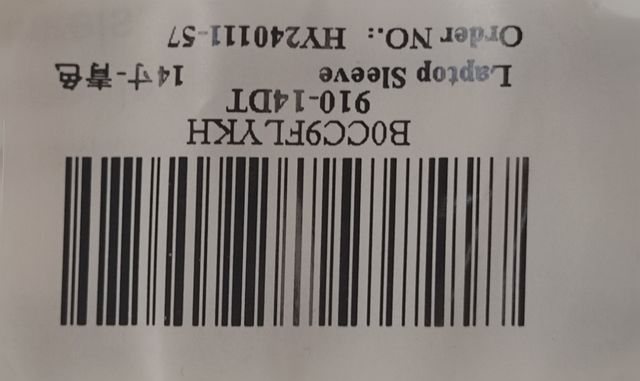 B0CC9FLYKH
910-14DT
Laptop Sleeve 14寸-青色
Order NO.: HY240111-57